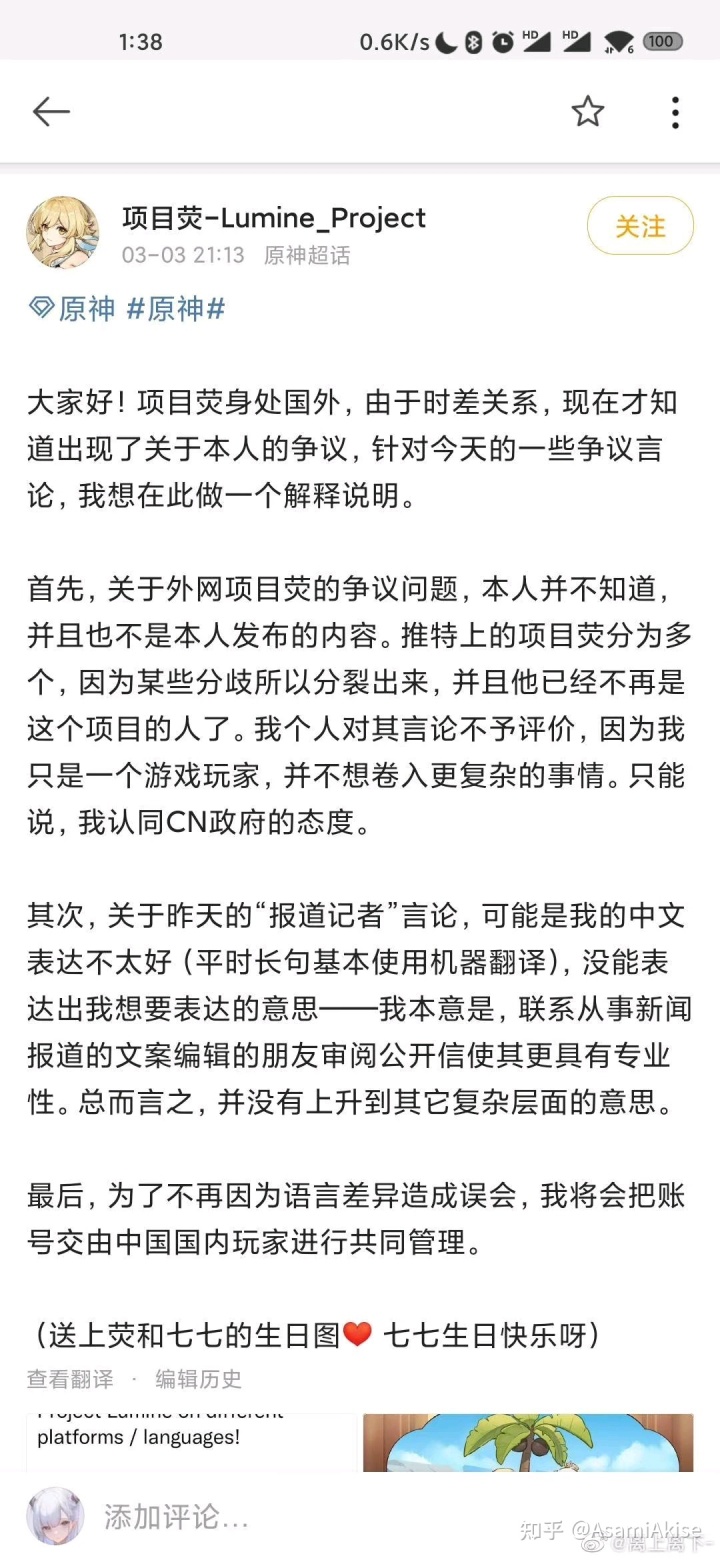 1:38
0.6K/s
HD
HD
6
100
项目荧-Lumine_Project
关注
03-03 21:13 原神超话
原神 #原神#
大家好！项目荧身处国外，由于时差关系，现在才知
道出现了关于本人的争议，针对今天的一些争议言
论，我想在此做一个解释说明。
首先，关于外网项目荧的争议问题，本人并不知道，
并且也不是本人发布的内容。推特上的项目荧分为多
个，因为某些分歧所以分裂出来，并且他已经不再是
这个项目的人了。我个人对其言论不予评价，因为我
只是一个游戏玩家，并不想卷入更复杂的事情。只能
说，我认同CN政府的态度。
其次，关于昨天的“报道记者”言论，可能是我的中文
表达不太好（平时长句基本使用机器翻译），没能表
达出我想要表达的意思——我本意是，联系从事新闻
报道的文案编辑的朋友审阅公开信使其更具有专业
性。总而言之，并没有上升到其它复杂层面的意思。
最后，为了不再因为语言差异造成误会，我将会把账
号交由中国国内玩家进行共同管理。
（送上荧和七七的生日图❤️ 七七生日快乐呀）
查看翻译 · 编辑历史
Project Lumine on different
platforms / languages!
添加评论...
知乎 @AsamiAkise
@离上离下-